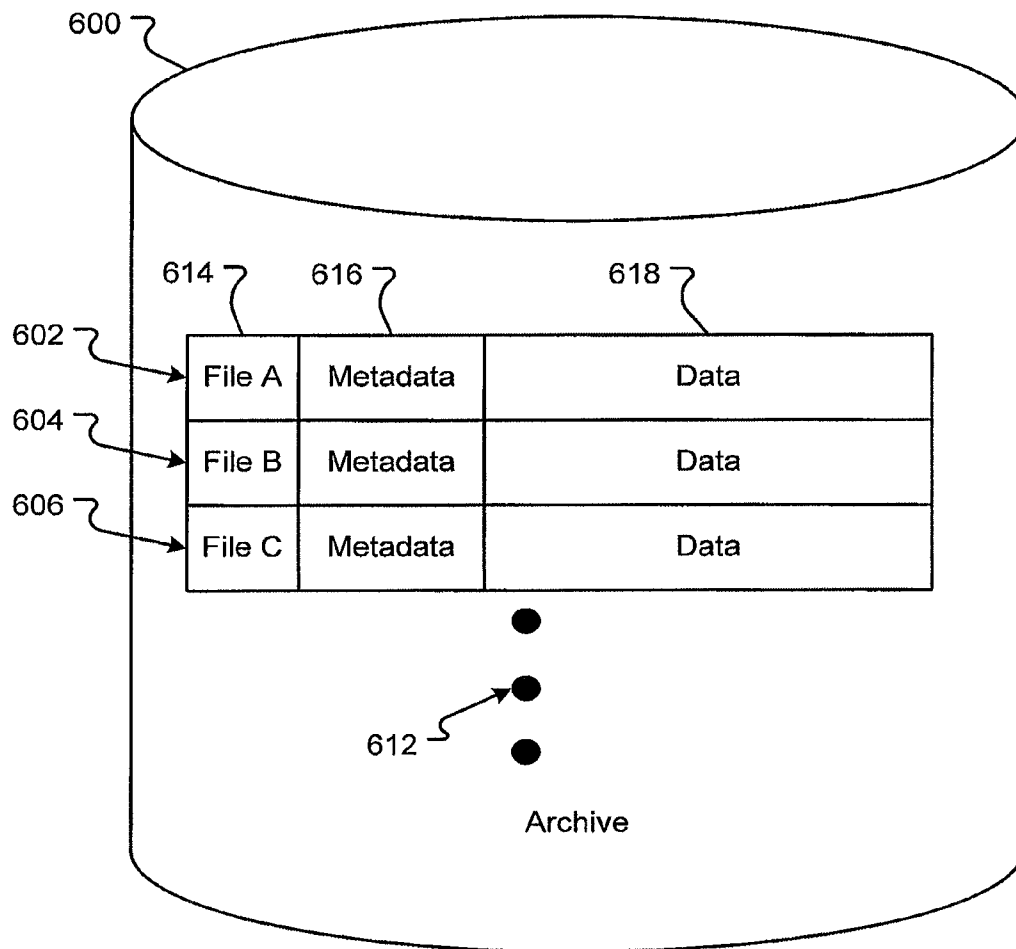 600
614 616 618
602
File A Metadata Data
604
File B Metadata Data
606
File C Metadata Data
612
Archive